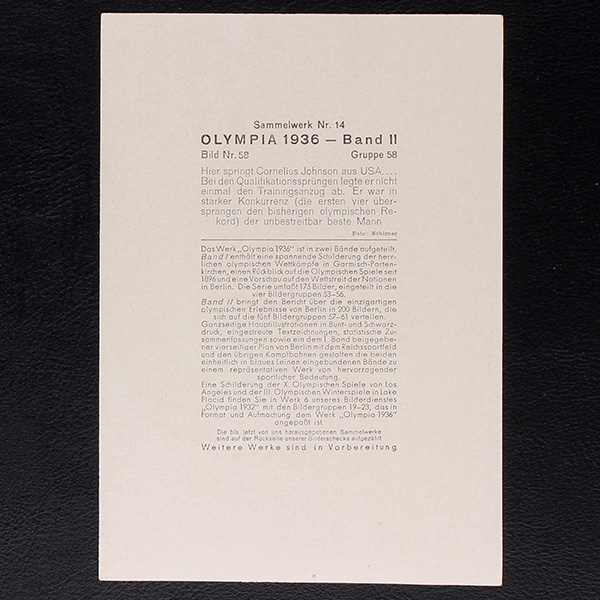 Sammelwerk Nr. 14
OLYMPIA 1936 — Band II
Bild Nr. 58 Gruppe 58
Hier springt Cornelius Johnson aus USA....
Bei den Qualifikationssprüngen legte er nicht
einmal den Trainingsanzug ab. Er war in
starker Konkurrenz (die ersten vier über-
sprangen den bisherigen olympischen Re-
kord) der unbestreitbar beste Mann
Foto: Schirner
Das Werk „Olympia 1936“ ist in zwei Bände aufgeteilt.
Band I enthält eine spannende Schilderung der herr-
lichen olympischen Wettkämpfe in Garmisch-Parten-
kirchen, einen Rückblick auf die Olympischen Spiele seit
1896 und eine Vorschau auf den Weltstreit der Nationen
in Berlin. Die Serie umfaßt 175 Bilder, eingeteilt in die
vier Bildergruppen 53–56.
Band II bringt den Bericht über die einzigartigen
olympischen Erlebnisse von Berlin in 200 Bildern, die
sich auf die fünf Bildergruppen 57–61 verteilen.
Ganzseitige Hauptillustrationen in Bunt- und Schwarz-
druck, eingestreute Textzeichnungen, statistische Zu-
sammenfassungen sowie ein dem I. Band beigegebe-
ner vierseitiger Plan von Berlin mit dem Reichssportfeld
und den übrigen Kampfbahnen gestalten die beiden
einheitlich in blaues Leinen eingebundenen Bände zu
einem repräsentativen Werk von hervorragender
sportlicher Bedeutung.
Eine Schilderung der X. Olympischen Spiele von Los
Angeles und der III. Olympischen Winterspiele in Lake
Placid finden Sie in Werk 6 unseres Bilderdienstes
„Olympia 1932“ mit den Bildergruppen 19–23, das in
Format und Aufmachung dem Werk „Olympia 1936“
angepaßt ist.
Die bis jetzt von uns herausgegebenen Sammelwerke
sind auf der Rückseite unserer Bilderschecks aufgezählt
Weitere Werke sind in Vorbereitung